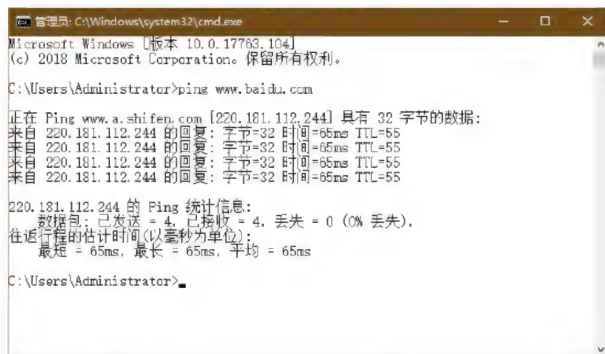 管理员: C:\Windows\system32\cmd.exe
Microsoft Windows [版本 10.0.17763.104]
(c) 2018 Microsoft Corporation。保留所有权利。
C:\Users\Administrator>ping www.baidu.com
正在 Ping www.a.shifen.com [220.181.112.244] 具有 32 字节的数据:
来自 220.181.112.244 的回复: 字节=32 时间=65ms TTL=55
来自 220.181.112.244 的回复: 字节=32 时间=65ms TTL=55
来自 220.181.112.244 的回复: 字节=32 时间=65ms TTL=55
来自 220.181.112.244 的回复: 字节=32 时间=65ms TTL=55
220.181.112.244 的 Ping 统计信息:
数据包: 已发送 = 4，已接收 = 4，丢失 = 0 (0% 丢失)，
往返行程的估计时间(以毫秒为单位):
最短 = 65ms，最长 = 65ms，平均 = 65ms
C:\Users\Administrator>